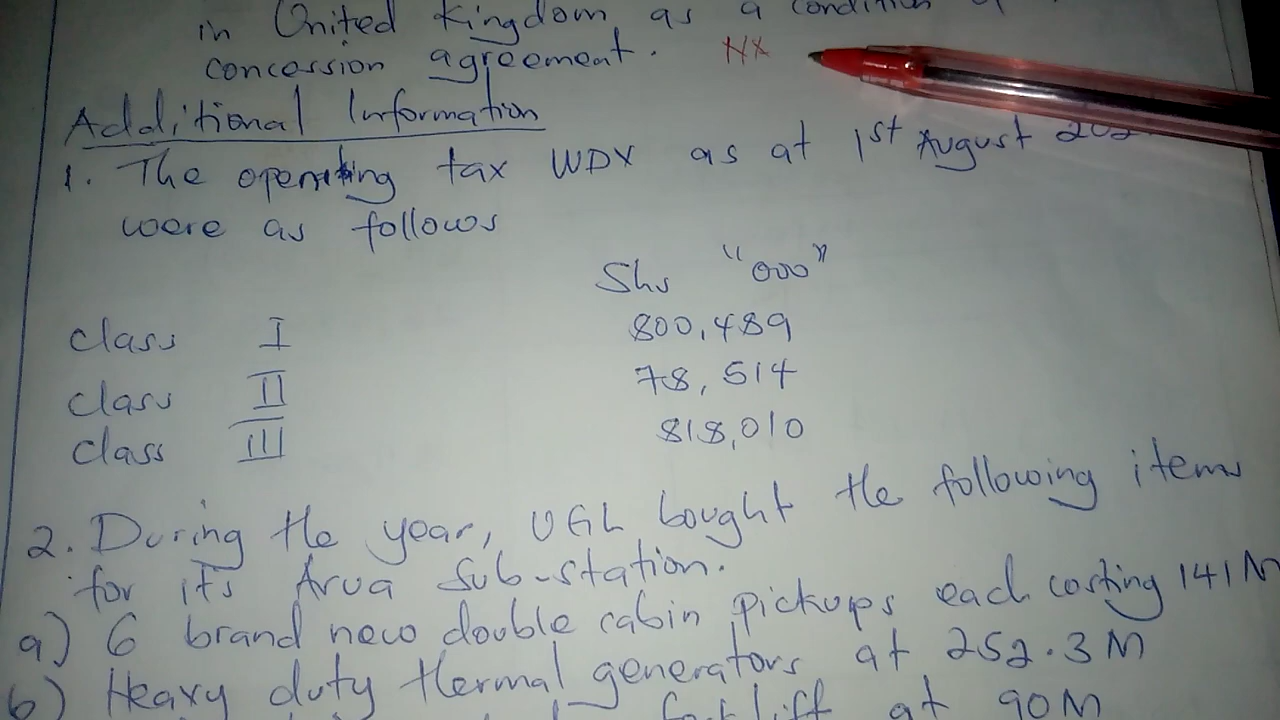 in United Kingdom as a condition
concession agreement. NX
Additional Information
1. The operating tax WDV as at 1st August
were as follows
Shs "000"
class I 800,489
class II 78,514
class III 818,010
2. During the year, UGL bought the following items
for its Arua Sub-station.
a) 6 brand new double cabin pickups each costing 141M
b) Heavy duty thermal generators at 252.3M
forklift at 90M